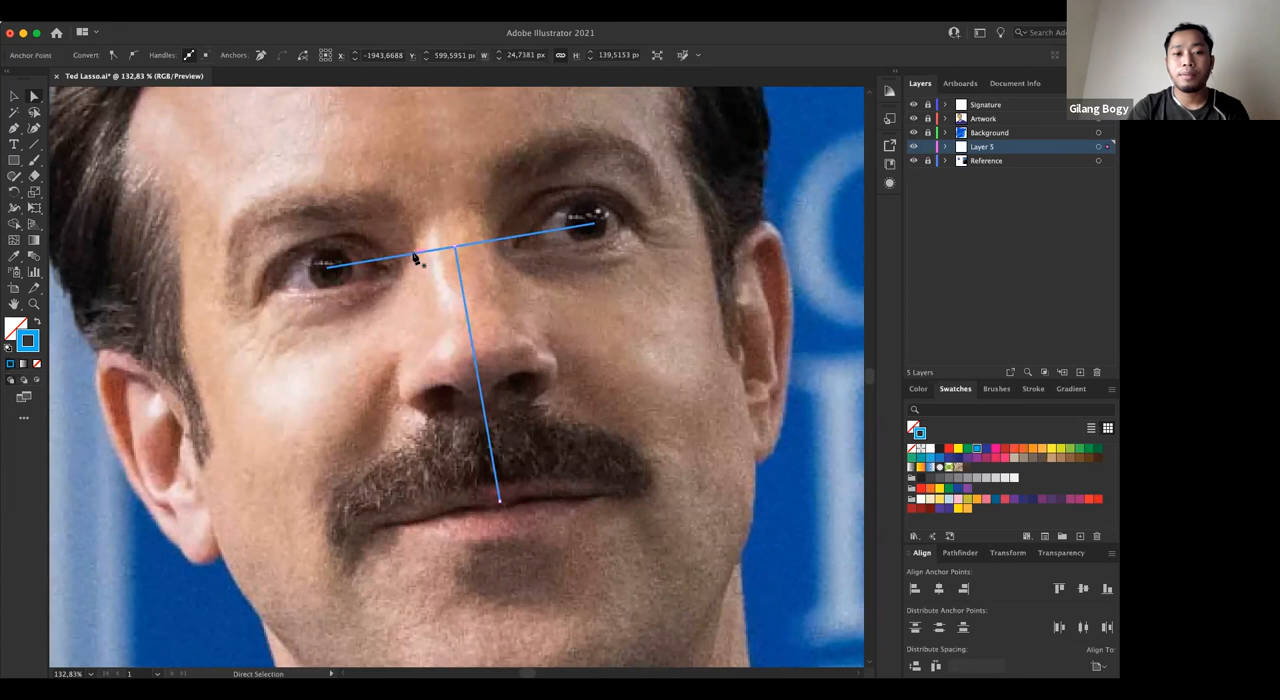 Adobe Illustrator 2021
Search Ado
Anchor Point
Convert:
Handles:
Anchors:
X: -1943,6668
Y: 599,5951 px
W: 24,7381 px
H: 139,5153 px
Ted Lasso.ai* @ 132,83 % (RGB/Preview)
Gilang Bogy
Layers Artboards Document Info
Signature
Artwork
Background
Layer 5
Reference
5 Layers
Color Swatches Brushes Stroke Gradient
Align Pathfinder Transform Transparency
Align Anchor Points:
Distribute Anchor Points:
Distribute Spacing:
Align To:
132,83% 1 Direct Selection